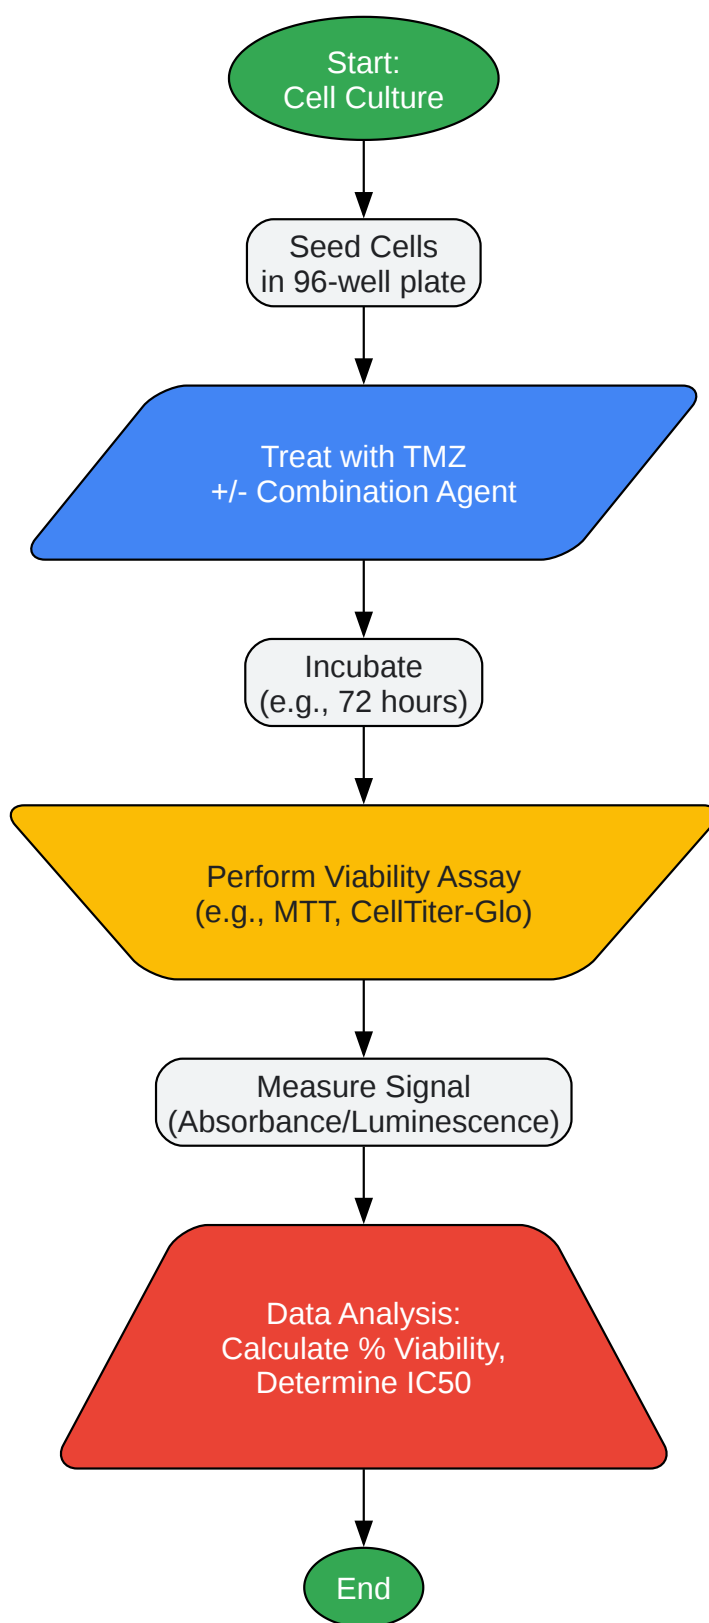 Start:
Cell Culture
Seed Cells
in 96-well plate
Treat with TMZ
+/- Combination Agent
Incubate
(e.g., 72 hours)
Perform Viability Assay
(e.g., MTT, CellTiter-Glo)
Measure Signal
(Absorbance/Luminescence)
Data Analysis:
Calculate % Viability,
Determine IC50
End